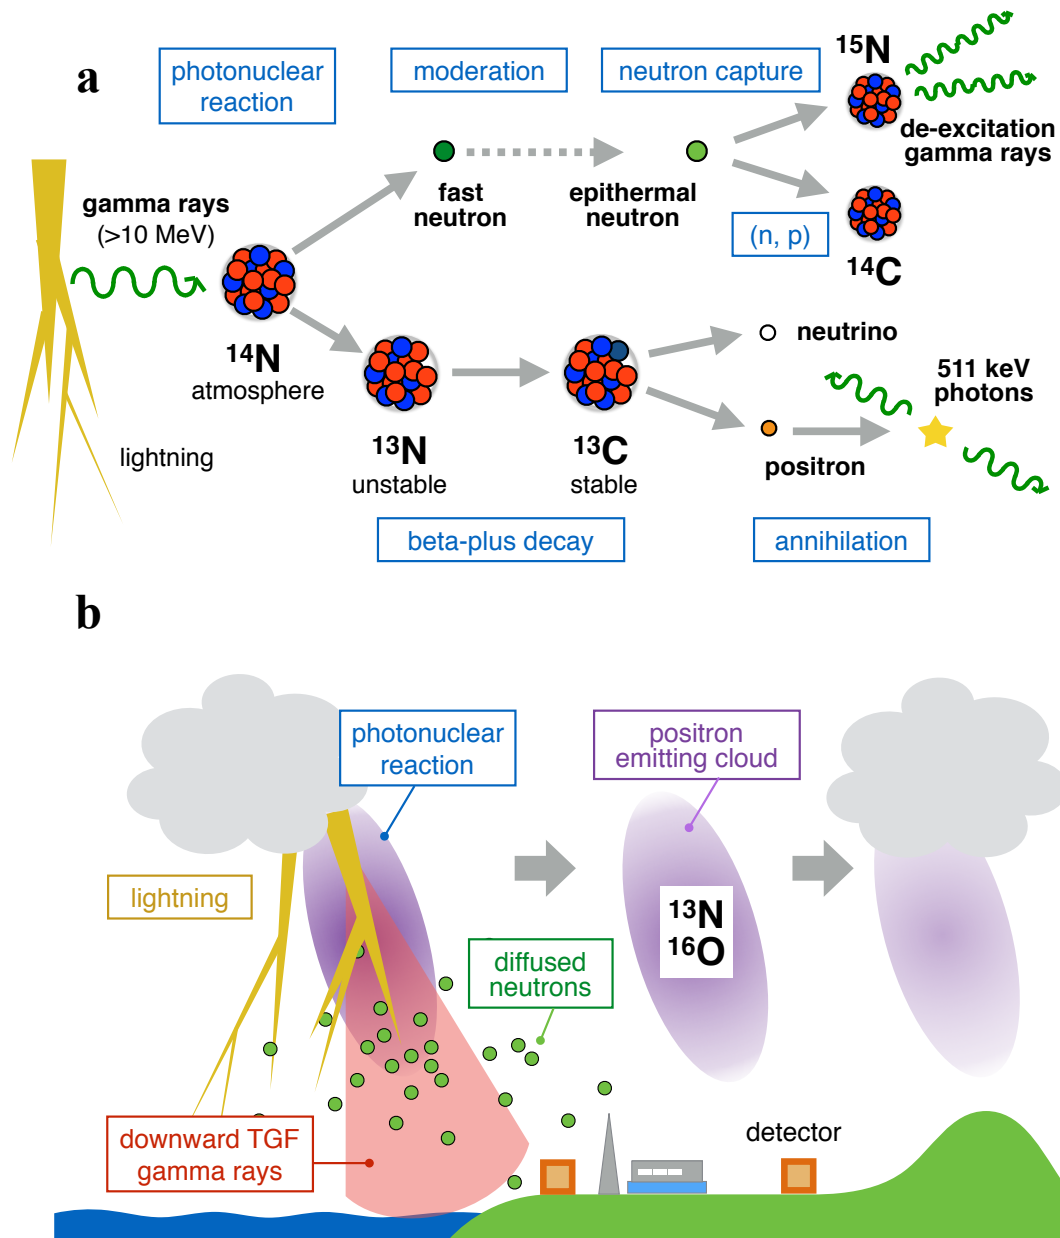 a
photonuclear
reaction
moderation
neutron capture
¹⁵N
de-excitation
gamma rays
gamma rays
(>10 MeV)
fast
neutron
epithermal
neutron
(n, p)
¹⁴C
¹⁴N
atmosphere
lightning
¹³N
unstable
¹³C
stable
neutrino
positron
511 keV
photons
beta-plus decay
annihilation
b
photonuclear
reaction
positron
emitting cloud
lightning
¹³N
¹⁶O
diffused
neutrons
downward TGF
gamma rays
detector